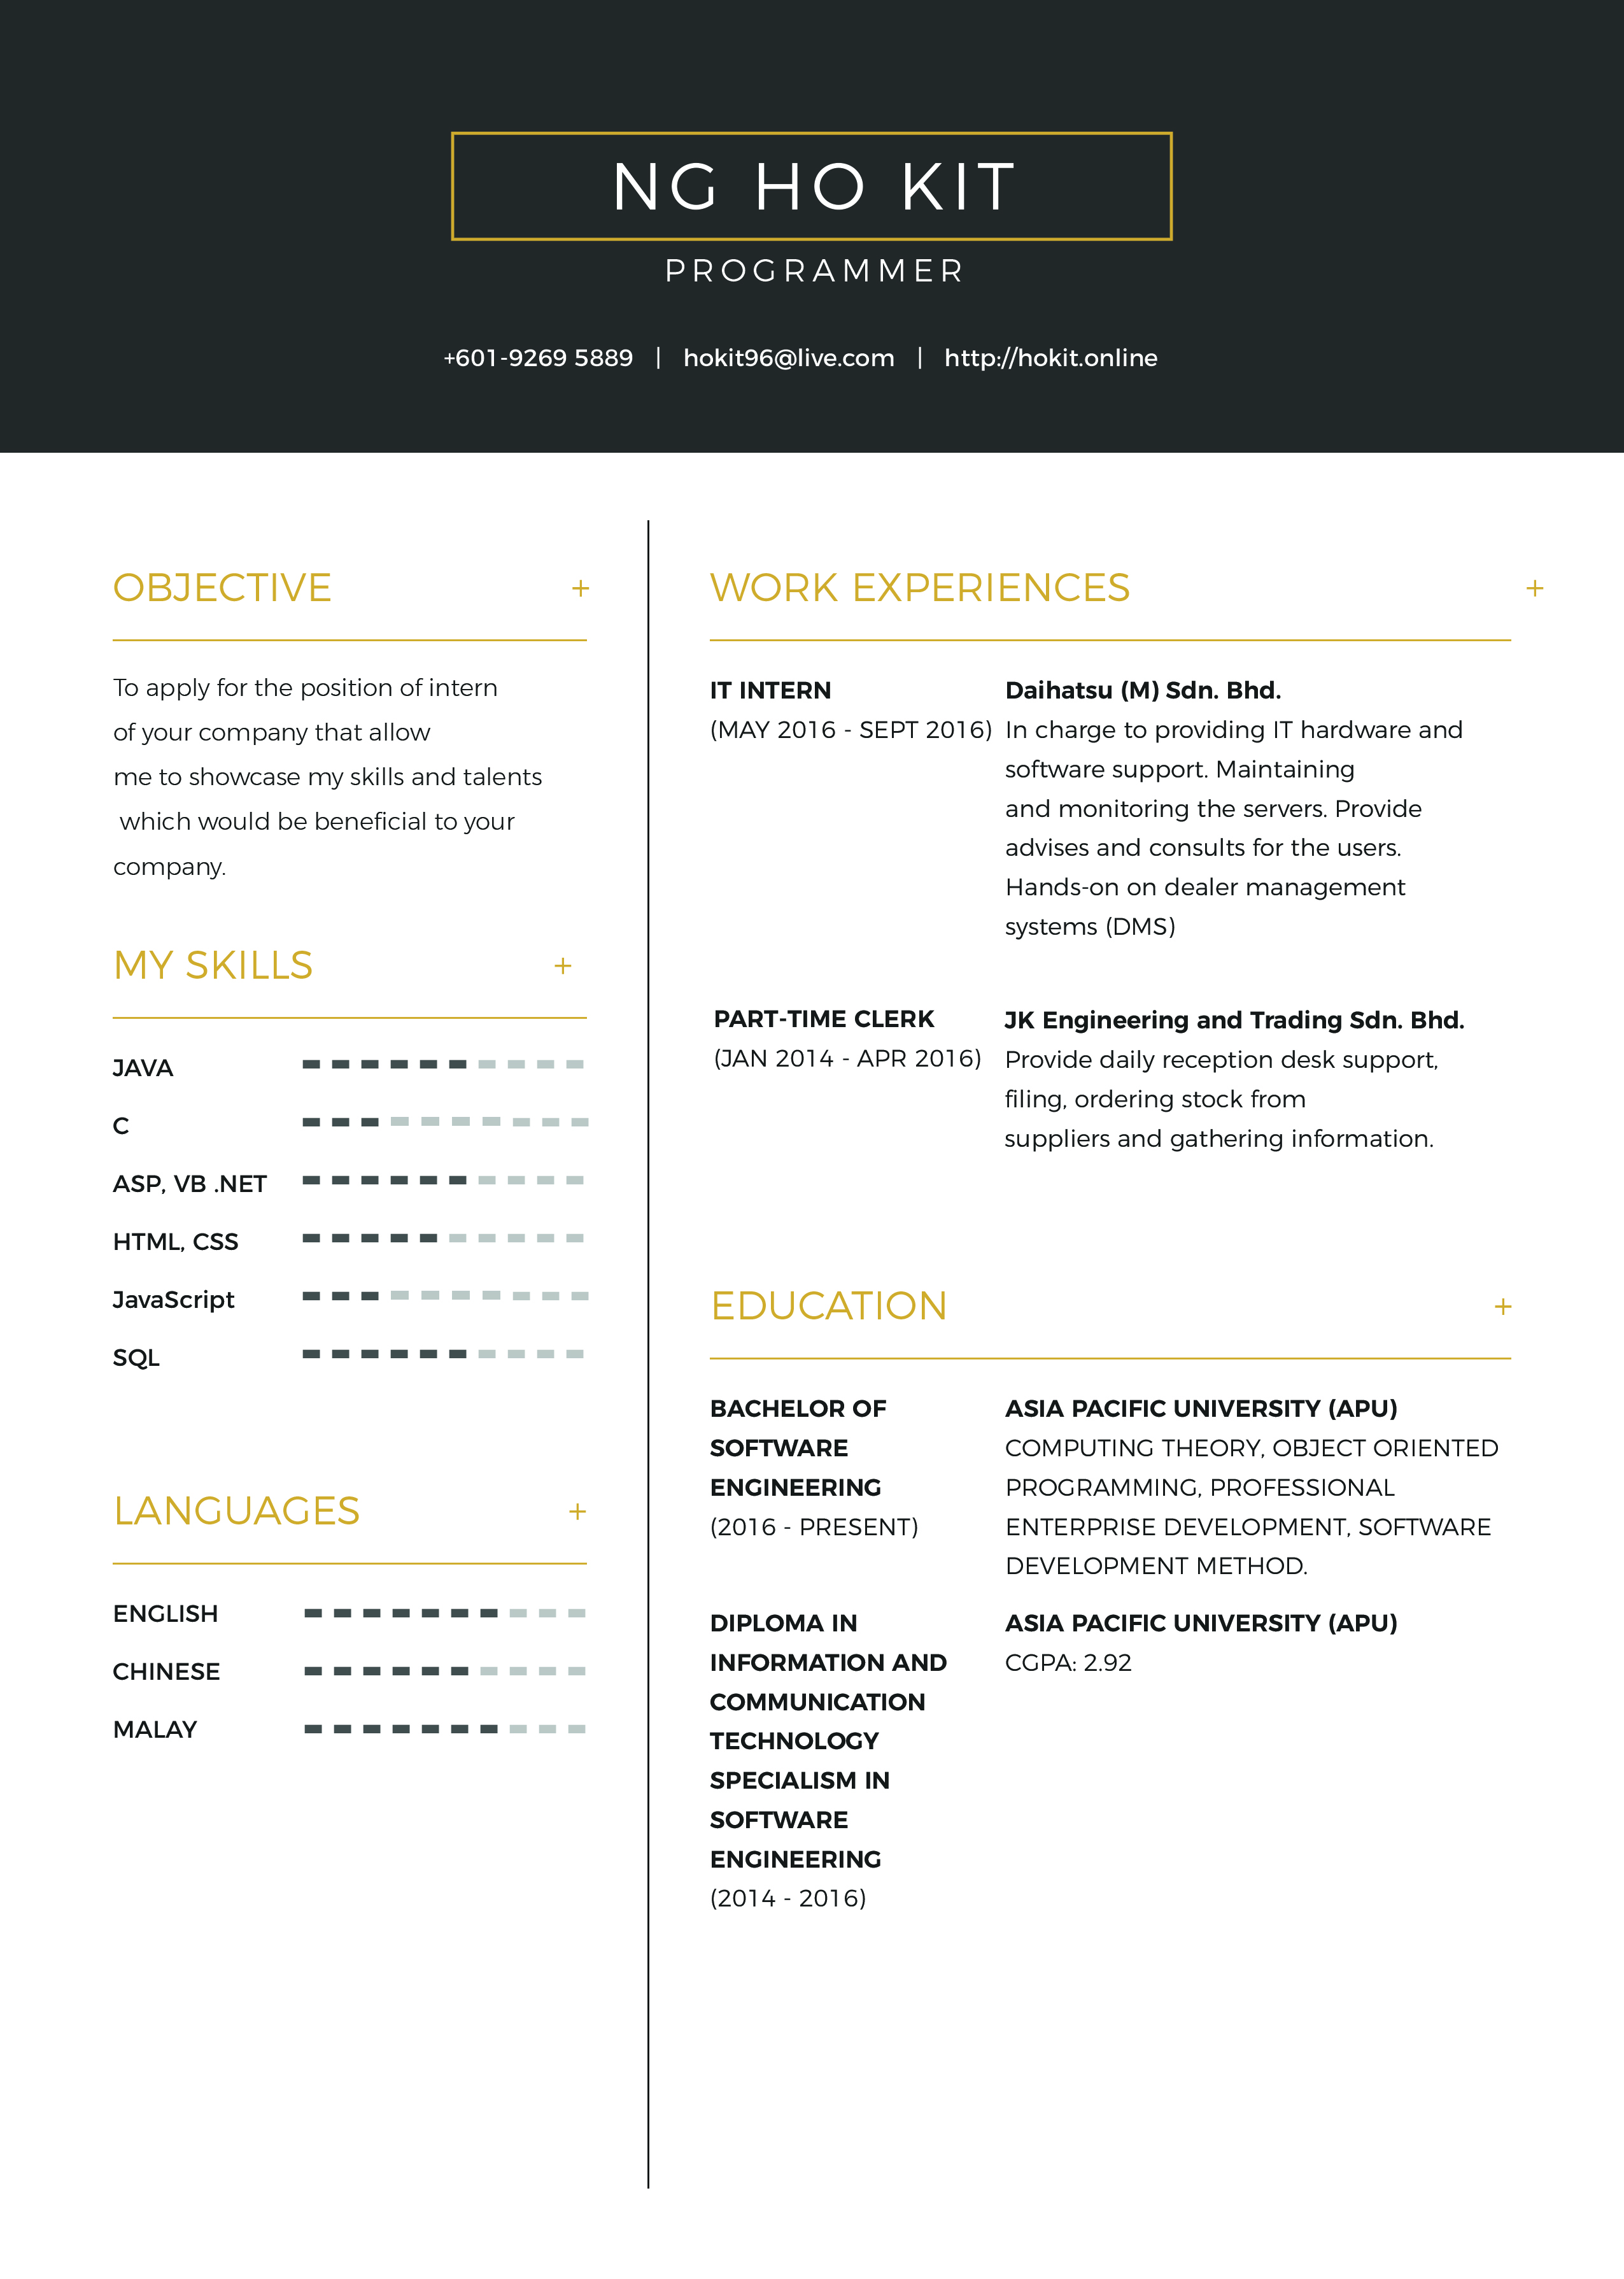 NG HO KIT
PROGRAMMER
+601-9269 5889 | hokit96@live.com | http://hokit.online
OBJECTIVE +
To apply for the position of intern
of your company that allow
me to showcase my skills and talents
which would be beneficial to your
company.
MY SKILLS +
JAVA
C
ASP, VB .NET
HTML, CSS
JavaScript
SQL
LANGUAGES +
ENGLISH
CHINESE
MALAY
WORK EXPERIENCES +
IT INTERN
(MAY 2016 - SEPT 2016)
Daihatsu (M) Sdn. Bhd.
In charge to providing IT hardware and
software support. Maintaining
and monitoring the servers. Provide
advises and consults for the users.
Hands-on on dealer management
systems (DMS)
PART-TIME CLERK
(JAN 2014 - APR 2016)
JK Engineering and Trading Sdn. Bhd.
Provide daily reception desk support,
filing, ordering stock from
suppliers and gathering information.
EDUCATION +
BACHELOR OF
SOFTWARE
ENGINEERING
(2016 - PRESENT)
ASIA PACIFIC UNIVERSITY (APU)
COMPUTING THEORY, OBJECT ORIENTED
PROGRAMMING, PROFESSIONAL
ENTERPRISE DEVELOPMENT, SOFTWARE
DEVELOPMENT METHOD.
DIPLOMA IN
INFORMATION AND
COMMUNICATION
TECHNOLOGY
SPECIALISM IN
SOFTWARE
ENGINEERING
(2014 - 2016)
ASIA PACIFIC UNIVERSITY (APU)
CGPA: 2.92